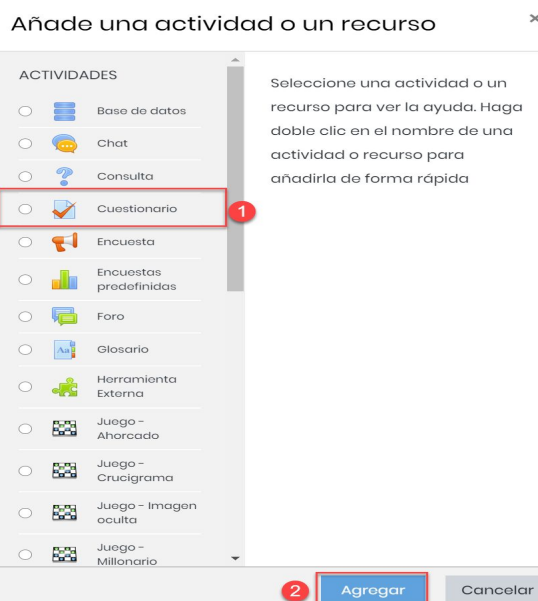 Añade una actividad o un recurso
×
ACTIVIDADES
Base de datos
Chat
Consulta
Cuestionario
1
Encuesta
Encuestas
predefinidas
Foro
Aa
Glosario
Herramienta
Externa
Juego -
Ahorcado
Juego -
Crucigrama
Juego - Imagen
oculta
Juego -
Millonario
Seleccione una actividad o un
recurso para ver la ayuda. Haga
doble clic en el nombre de una
actividad o recurso para
añadirla de forma rápida
2
Agregar
Cancelar